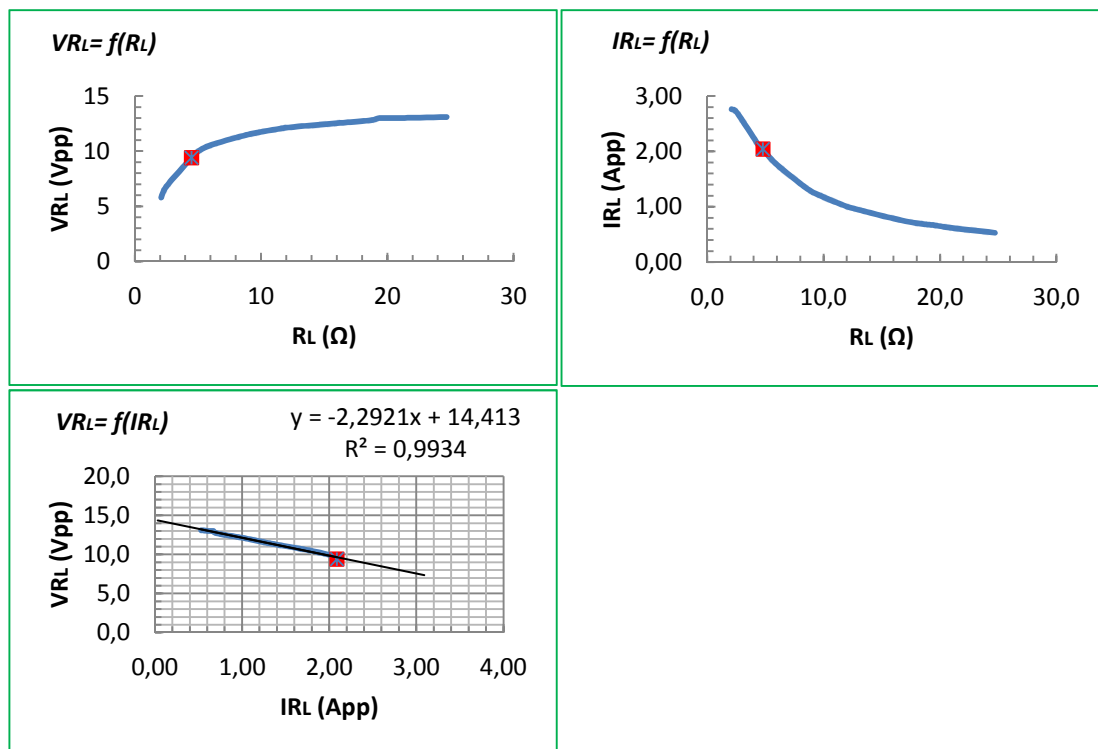 VRL= f(RL)
15
10
5
0
VRL (Vpp)
0 10 20 30
RL (Ω)
IRL= f(RL)
3,00
2,00
1,00
0,00
IRL (App)
0,0 10,0 20,0 30,0
RL (Ω)
VRL= f(IRL)
y = -2,2921x + 14,413
R² = 0,9934
20,0
15,0
10,0
5,0
0,0
VRL (Vpp)
0,00 1,00 2,00 3,00 4,00
IRL (App)